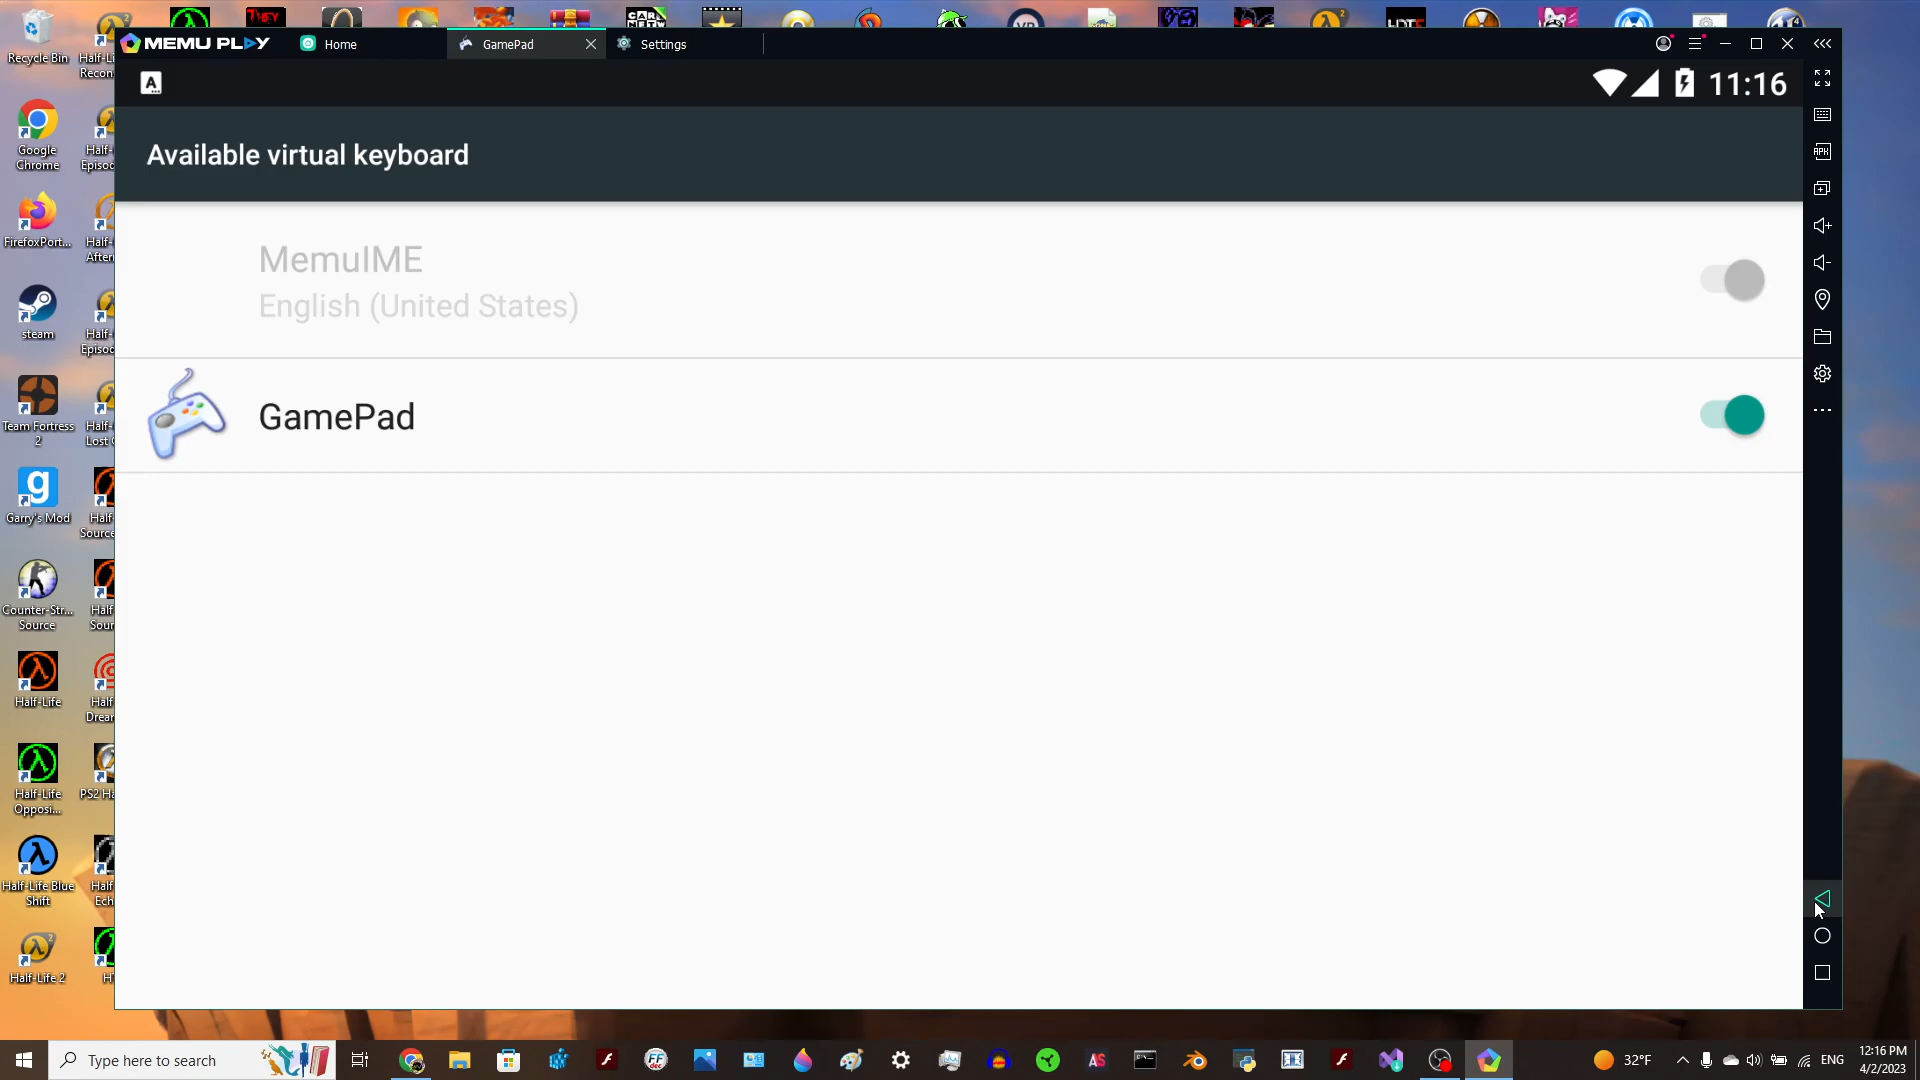 MEMU PLAY
Home
GamePad
Settings
A
11:16
Available virtual keyboard
MemuIME
English (United States)
GamePad
APK
Recycle Bin
Google
Chrome
FirefoxPort...
steam
Team Fortress
2
Garry's Mod
Counter-Str...
Source
Half-Life
Half-Life
Opposi...
Half-Life Blue
Shift
Half-Life 2
Type here to search
32°F
ENG
12:16 PM
4/2/2023